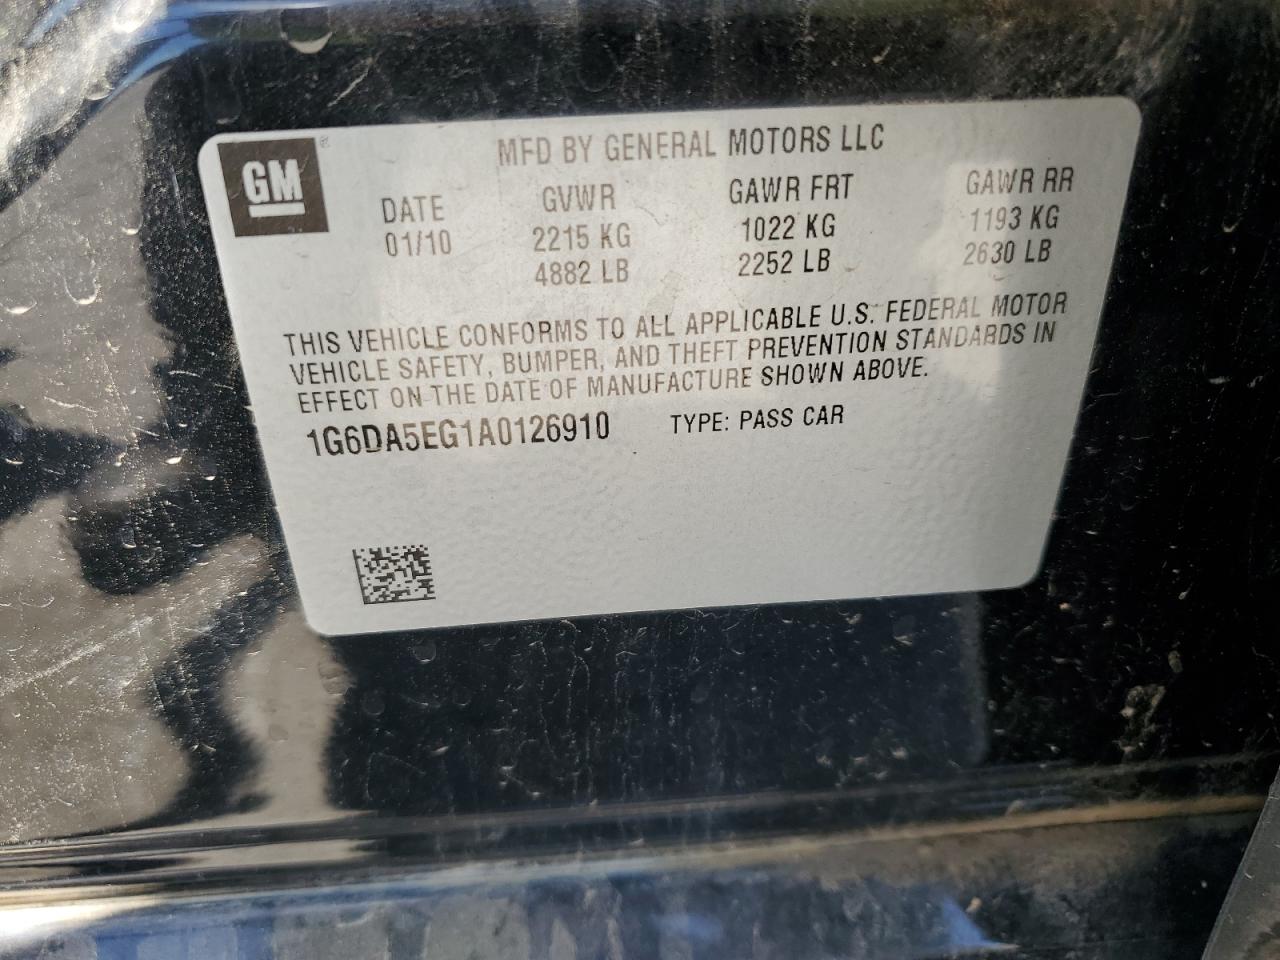 GM
MFD BY GENERAL MOTORS LLC
DATE GVWR GAWR FRT GAWR RR
01/10 2215 KG 1022 KG 1193 KG
4882 LB 2252 LB 2630 LB
THIS VEHICLE CONFORMS TO ALL APPLICABLE U.S. FEDERAL MOTOR
VEHICLE SAFETY, BUMPER, AND THEFT PREVENTION STANDARDS IN
EFFECT ON THE DATE OF MANUFACTURE SHOWN ABOVE.
1G6DA5EG1A0126910 TYPE: PASS CAR